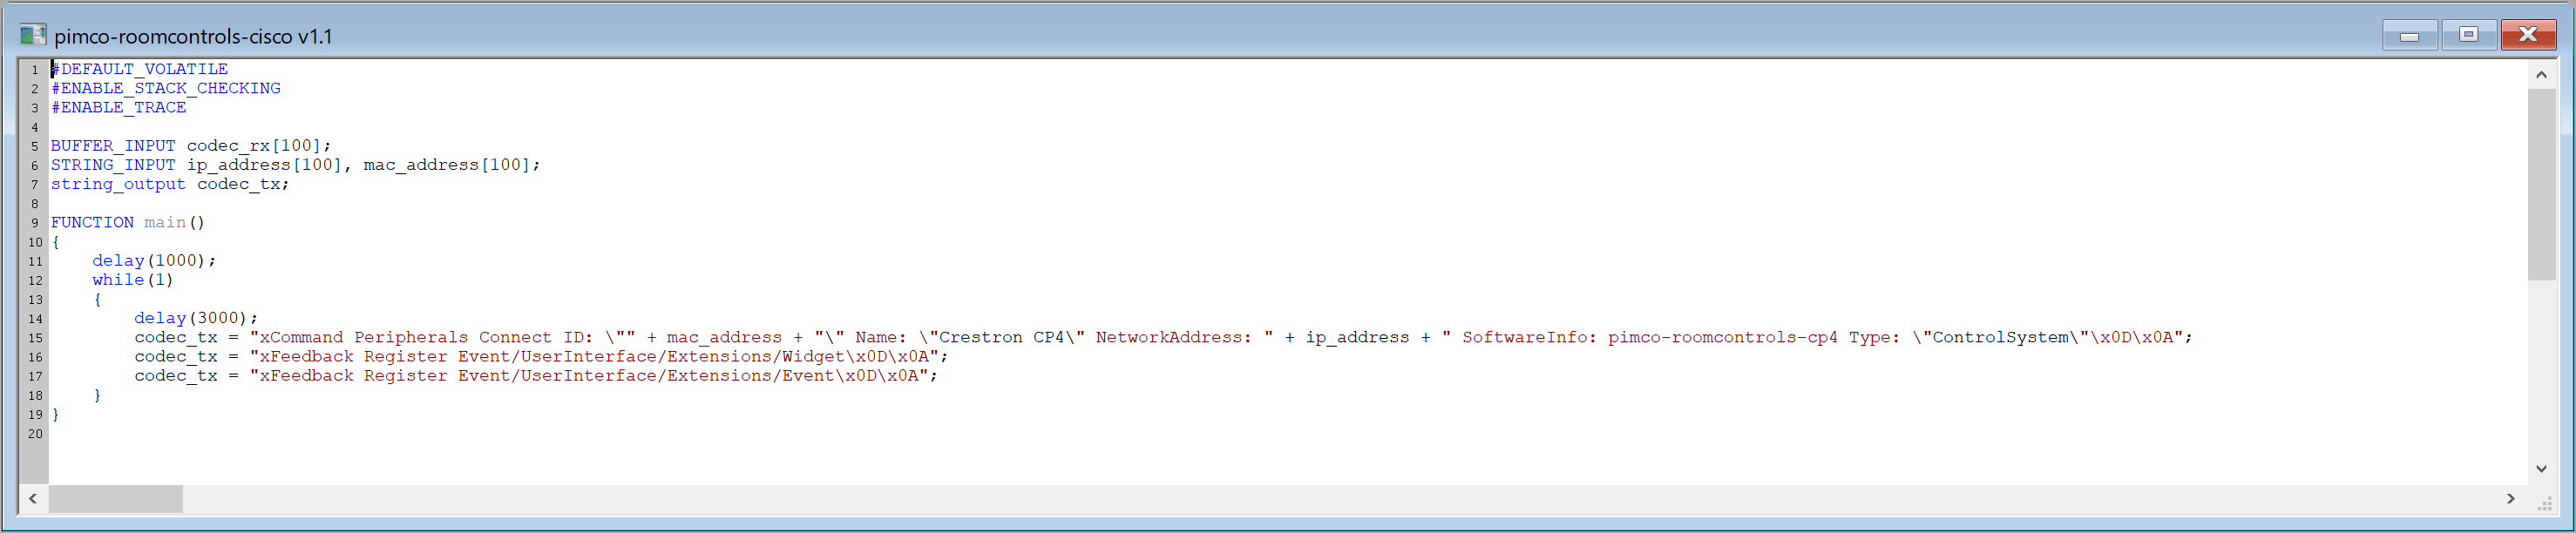 pimco-roomcontrols-cisco v1.1
1 #DEFAULT_VOLATILE
2 #ENABLE_STACK_CHECKING
3 #ENABLE_TRACE
4
5 BUFFER_INPUT codec_rx[100];
6 STRING_INPUT ip_address[100], mac_address[100];
7 string_output codec_tx;
8
9 FUNCTION main()
10 {
11     delay(1000);
12     while(1)
13     {
14         delay(3000);
15         codec_tx = "xCommand Peripherals Connect ID: \"" + mac_address + "\" Name: \"Crestron CP4\" NetworkAddress: " + ip_address + " SoftwareInfo: pimco-roomcontrols-cp4 Type: \"ControlSystem\"\x0D\x0A";
16         codec_tx = "xFeedback Register Event/UserInterface/Extensions/Widget\x0D\x0A";
17         codec_tx = "xFeedback Register Event/UserInterface/Extensions/Event\x0D\x0A";
18     }
19 }
20